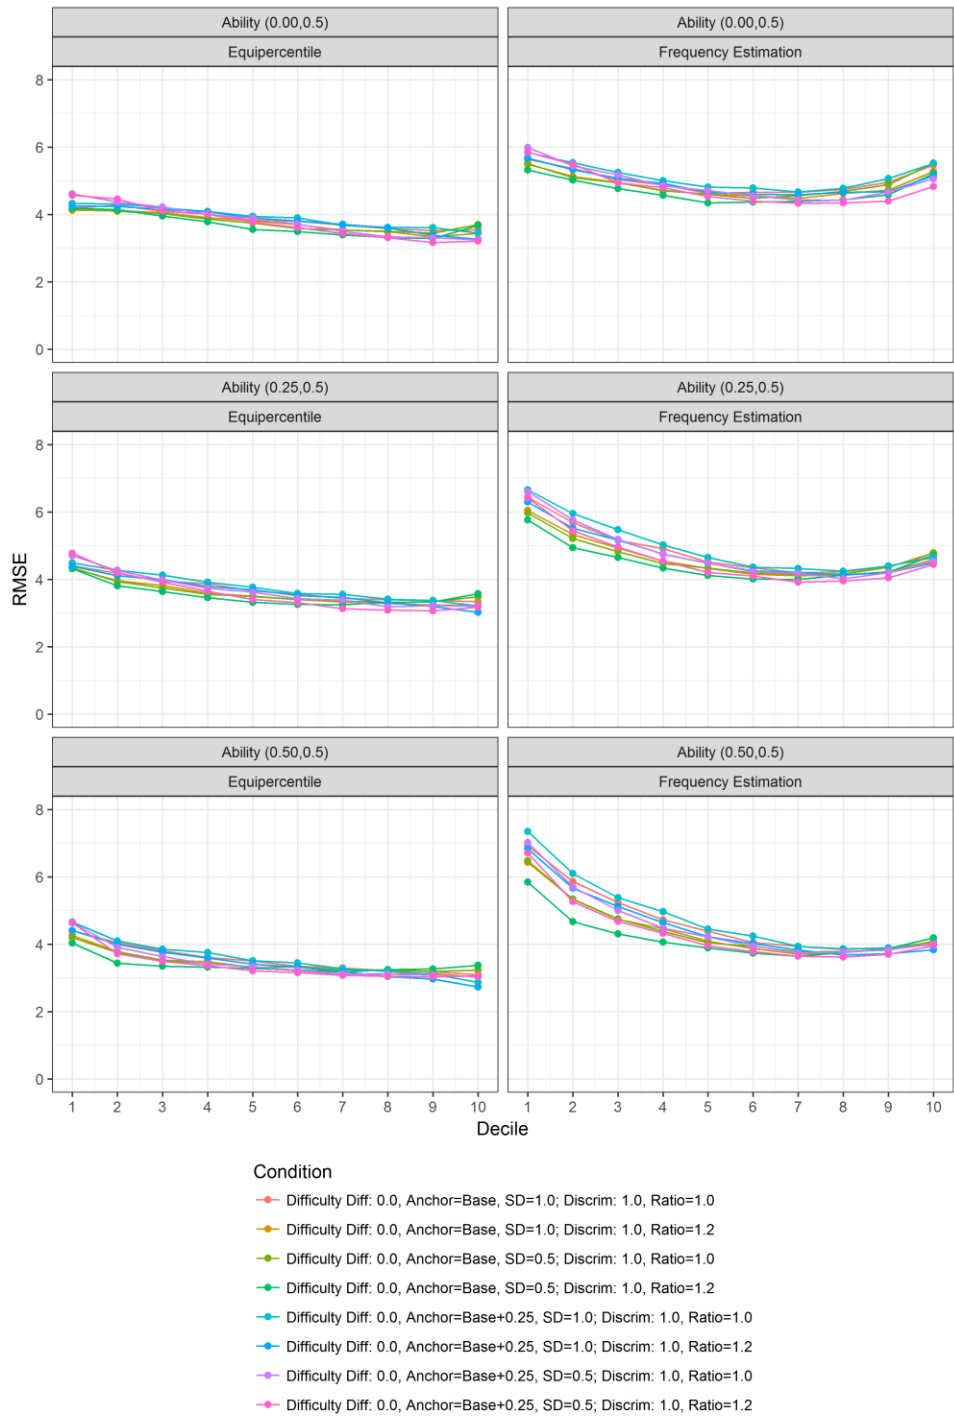 Ability (0.00,0.5)
Ability (0.00,0.5)
Equipercentile
Frequency Estimation
8
6
4
2
0
Ability (0.25,0.5)
Ability (0.25,0.5)
Equipercentile
Frequency Estimation
8
6
4
2
0
RMSE
Ability (0.50,0.5)
Ability (0.50,0.5)
Equipercentile
Frequency Estimation
8
6
4
2
0
1 2 3 4 5 6 7 8 9 10
1 2 3 4 5 6 7 8 9 10
Decile
Condition
Difficulty Diff: 0.0, Anchor=Base, SD=1.0; Discrim: 1.0, Ratio=1.0
Difficulty Diff: 0.0, Anchor=Base, SD=1.0; Discrim: 1.0, Ratio=1.2
Difficulty Diff: 0.0, Anchor=Base, SD=0.5; Discrim: 1.0, Ratio=1.0
Difficulty Diff: 0.0, Anchor=Base, SD=0.5; Discrim: 1.0, Ratio=1.2
Difficulty Diff: 0.0, Anchor=Base+0.25, SD=1.0; Discrim: 1.0, Ratio=1.0
Difficulty Diff: 0.0, Anchor=Base+0.25, SD=1.0; Discrim: 1.0, Ratio=1.2
Difficulty Diff: 0.0, Anchor=Base+0.25, SD=0.5; Discrim: 1.0, Ratio=1.0
Difficulty Diff: 0.0, Anchor=Base+0.25, SD=0.5; Discrim: 1.0, Ratio=1.2